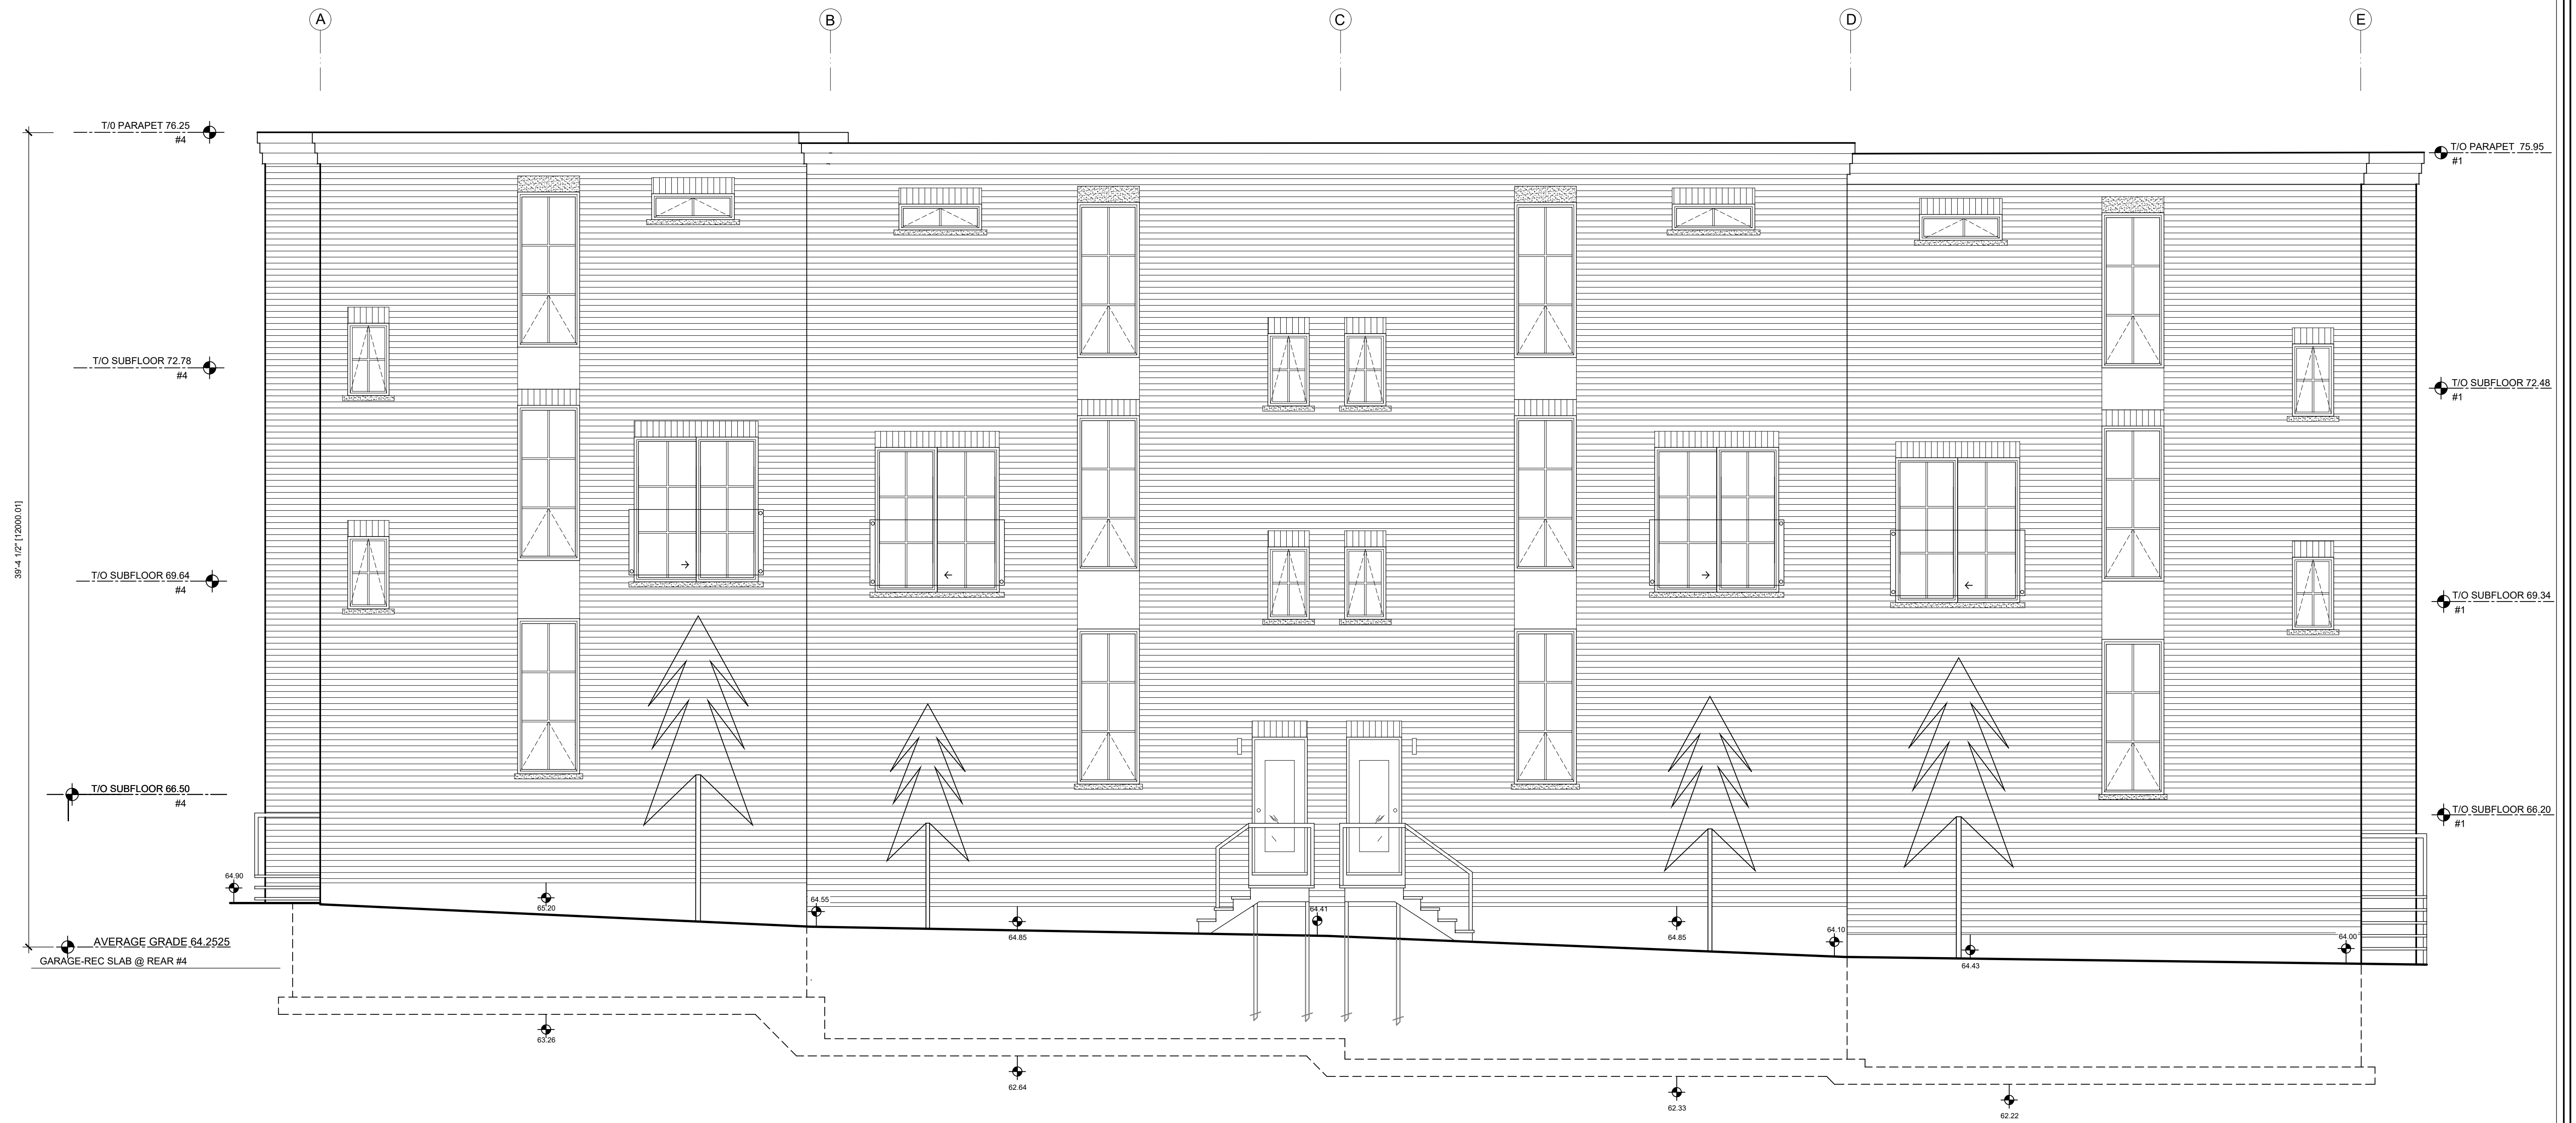 A B C D E
T/0 PARAPET 76.25
#4
T/O PARAPET 75.95
#1
T/O SUBFLOOR 72.78
#4
T/O SUBFLOOR 72.48
#1
39'-4 1/2" [12000.01]
T/O SUBFLOOR 69.64
#4
T/O SUBFLOOR 69.34
#1
T/O SUBFLOOR 66.50
#4
T/O SUBFLOOR 66.20
#1
64.90
65.20
64.55
64.85
64.41
64.85
64.10
64.43
64.00
AVERAGE GRADE 64.2525
GARAGE-REC SLAB @ REAR #4
63.26
62.64
62.33
62.22